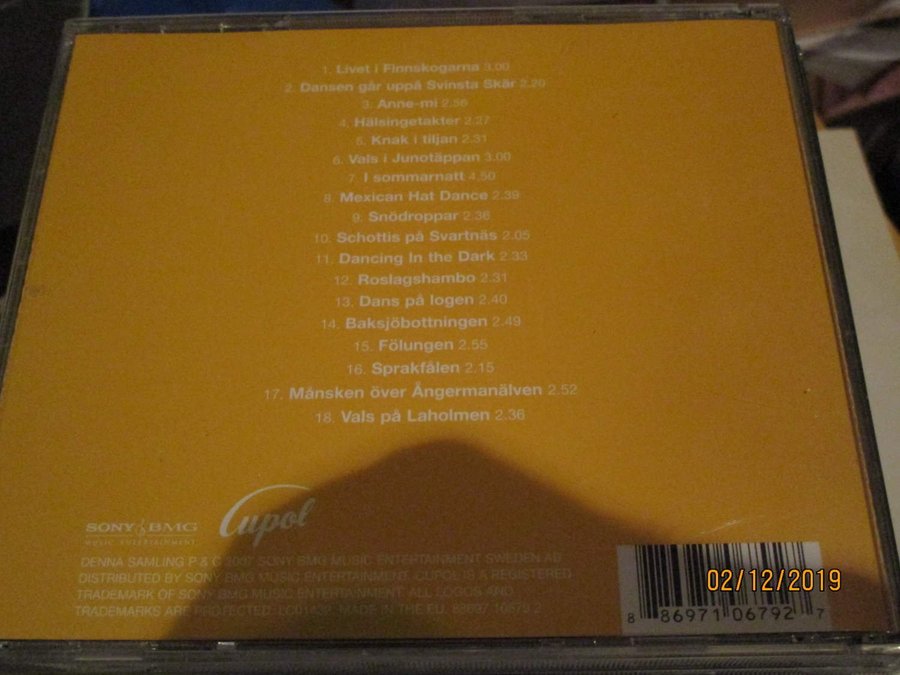 1. Livet i Finnskogarna 3.00
2. Dansen går uppå Svinsta Skär 2.20
3. Anne-mi 2.56
4. Hälsingetakter 2.27
5. Knak i tiljan 2.31
6. Vals i Junotäppan 3.00
7. I sommarnatt 4.50
8. Mexican Hat Dance 2.39
9. Snödroppar 2.36
10. Schottis på Svartnäs 2.05
11. Dancing In the Dark 2.33
12. Roslagshambo 2.31
13. Dans på logen 2.40
14. Baksjöbottningen 2.49
15. Fölungen 2.55
16. Sprakfålen 2.15
17. Månsken över Ångermanälven 2.52
18. Vals på Laholmen 2.36
SONY BMG
MUSIC ENTERTAINMENT
Cupol
DENNA SAMLING P & C 2007 SONY BMG MUSIC ENTERTAINMENT SWEDEN AB.
DISTRIBUTED BY SONY BMG MUSIC ENTERTAINMENT. CUPOL IS A REGISTERED
TRADEMARK OF SONY BMG MUSIC ENTERTAINMENT. ALL LOGOS AND
TRADEMARKS ARE PROTECTED. MADE IN THE EU. 88697 10679 2
02/12/2019
8 86971 06792 7